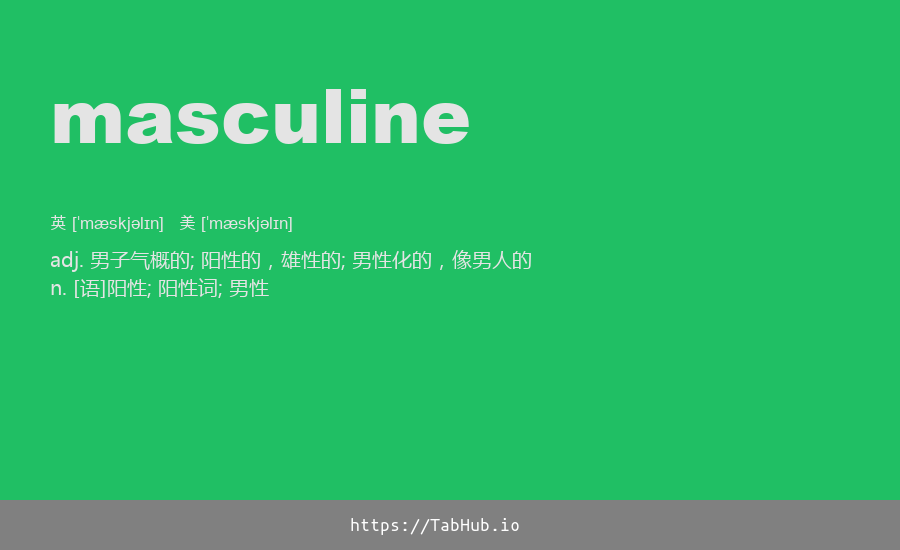 masculine
英 [ˈmæskjəlɪn] 美 [ˈmæskjəlɪn]
adj. 男子气概的; 阳性的，雄性的; 男性化的，像男人的
n. [语]阳性; 阳性词; 男性
https://TabHub.io